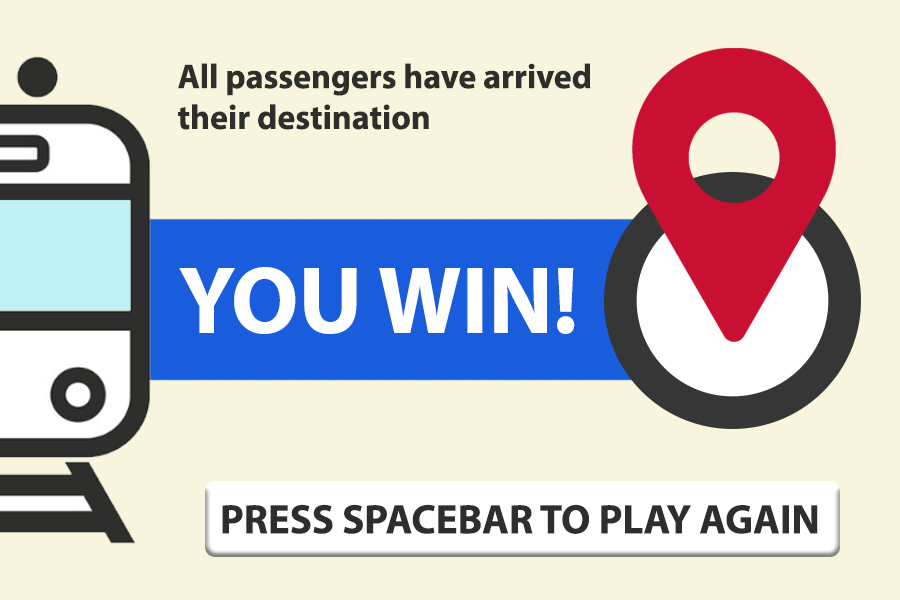 All passengers have arrived
their destination
YOU WIN!
PRESS SPACEBAR TO PLAY AGAIN